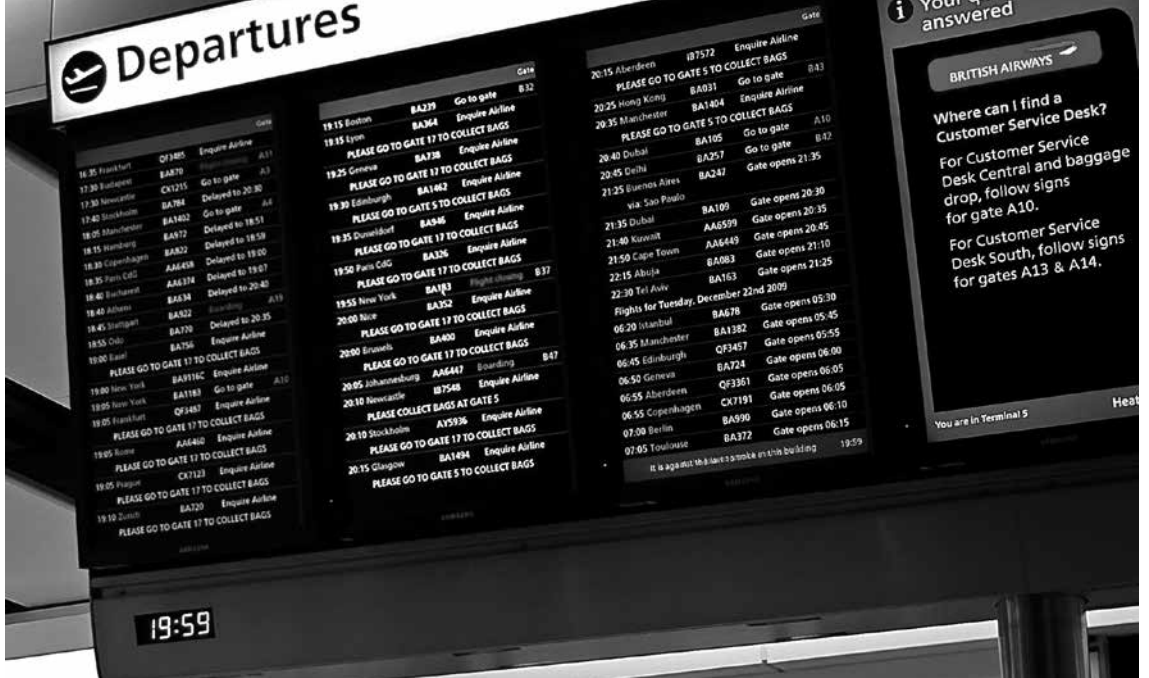 Departures
Gate
16:35 Frankfurt QF3485 Enquire Airline
17:30 Budapest BA870 closing A11
17:30 Newcastle CX1215 Go to gate A3
17:40 Stockholm BA784 Delayed to 20:30
18:05 Manchester BA1402 Go to gate A4
18:15 Hamburg BA972 Delayed to 18:51
18:30 Copenhagen BA822 Delayed to 18:59
18:35 Paris CdG AA6458 Delayed to 19:00
18:40 Bucharest AA6374 Delayed to 19:07
18:40 Athens BA634 Delayed to 20:40
18:45 Stuttgart BA922 Boarding
18:55 Oslo BA770 Delayed to 20:35
19:00 Basel BA756 Enquire Airline
PLEASE GO TO GATE 17 TO COLLECT BAGS
19:00 New York BA9116C
19:05 New York BA1183 Go to gate A10
19:05 Frankfurt QF3487 Enquire Airline
PLEASE GO TO GATE 17 TO COLLECT BAGS
19:05 Rome AA6460 Enquire Airline
PLEASE GO TO GATE 17 TO COLLECT BAGS
19:05 Prague CX7123 Enquire Airline
PLEASE GO TO GATE 17 TO COLLECT BAGS
19:10 Zurich BA720 Enquire Airline
PLEASE GO TO GATE 17 TO COLLECT BAGS
SAMSUNG
Gate
19:15 Boston BA239 Go to gate B32
19:15 Lyon BA364 Enquire Airline
PLEASE GO TO GATE 17 TO COLLECT BAGS
19:25 Geneva BA738 Enquire Airline
PLEASE GO TO GATE 17 TO COLLECT BAGS
19:30 Edinburgh BA1462 Enquire Airline
PLEASE GO TO GATE 17 TO COLLECT BAGS
19:35 Dusseldorf BA946 Enquire Airline
PLEASE GO TO GATE 17 TO COLLECT BAGS
19:50 Paris CdG BA326 Enquire Airline
PLEASE GO TO GATE 17 TO COLLECT BAGS
19:55 New York BA183 Flight closing B37
20:00 Nice BA352 Enquire Airline
PLEASE GO TO GATE 17 TO COLLECT BAGS
20:00 Brussels BA400 Enquire Airline
PLEASE GO TO GATE 17 TO COLLECT BAGS
20:05 Johannesburg AA6447 Boarding B47
20:10 Newcastle IB7548 Enquire Airline
PLEASE COLLECT BAGS AT GATE 5
20:10 Stockholm AY5936 Enquire Airline
PLEASE GO TO GATE 17 TO COLLECT BAGS
20:15 Glasgow BA1494 Enquire Airline
PLEASE GO TO GATE 5 TO COLLECT BAGS
SAMSUNG
Gate
20:15 Aberdeen IB7572 Enquire Airline
PLEASE GO TO GATE 5 TO COLLECT BAGS
20:25 Hong Kong BA031 Go to gate B43
20:35 Manchester BA1404 Enquire Airline
PLEASE GO TO GATE 5 TO COLLECT BAGS
20:40 Dubai BA105 Go to gate A10
20:45 Delhi BA257 Go to gate B42
21:25 Buenos Aires BA247 Gate opens 21:35
via: Sao Paulo
21:35 Dubai BA109 Gate opens 20:30
21:40 Kuwait AA6599 Gate opens 20:35
21:50 Cape Town AA6449 Gate opens 20:45
22:15 Abuja BA083 Gate opens 21:10
22:30 Tel Aviv BA163 Gate opens 21:25
Flights for Tuesday, December 22nd 2009
06:20 Istanbul BA678 Gate opens 05:30
06:35 Manchester BA1382 Gate opens 05:45
06:45 Edinburgh QF3457 Gate opens 05:55
06:50 Geneva BA724 Gate opens 06:00
06:55 Aberdeen QF3361 Gate opens 06:05
06:55 Copenhagen CX7191 Gate opens 06:05
07:00 Berlin BA990 Gate opens 06:10
07:05 Toulouse BA372 Gate opens 06:15
It is against the law to smoke in this building 19:59
SAMSUNG
i Your
answered
BRITISH AIRWAYS
Where can I find a
Customer Service Desk?
For Customer Service
Desk Central and baggage
drop, follow signs
for gate A10.
For Customer Service
Desk South, follow signs
for gates A13 & A14.
You are in Terminal 5 Heat
19:59